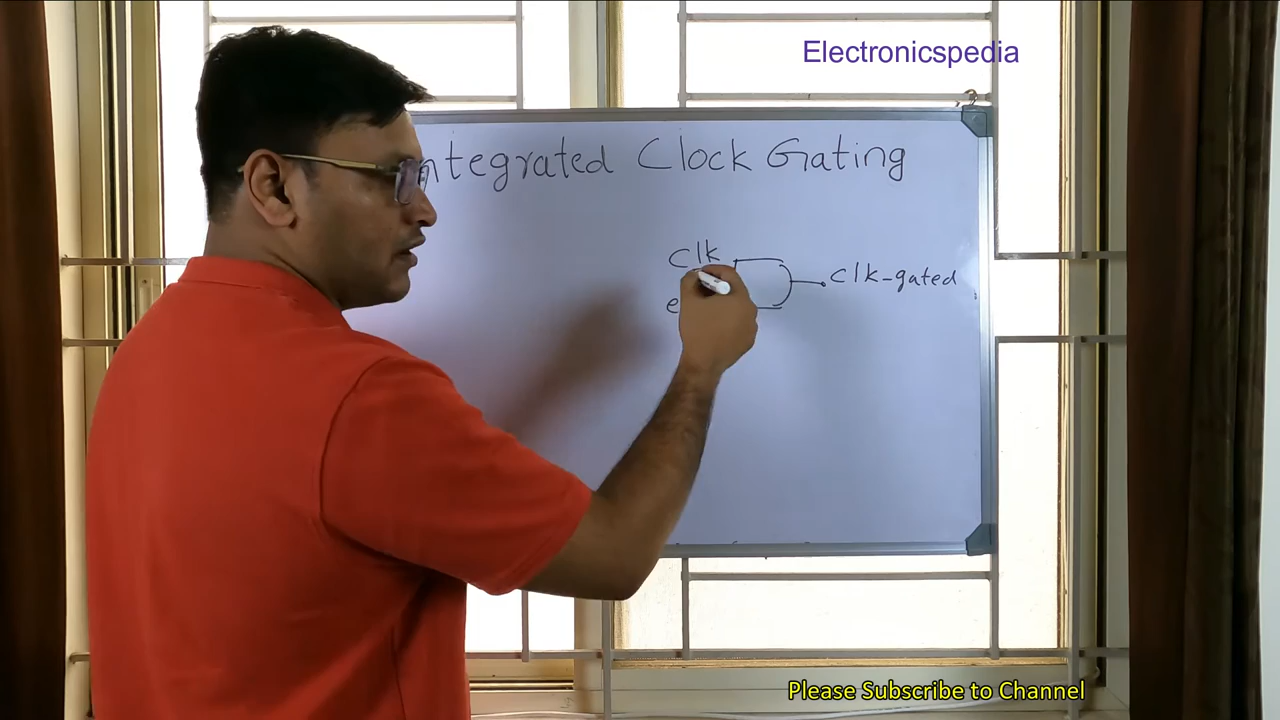 Electronicspedia
ntegrated Clock Gating
Clk
clk-gated
e
Please Subscribe to Channel